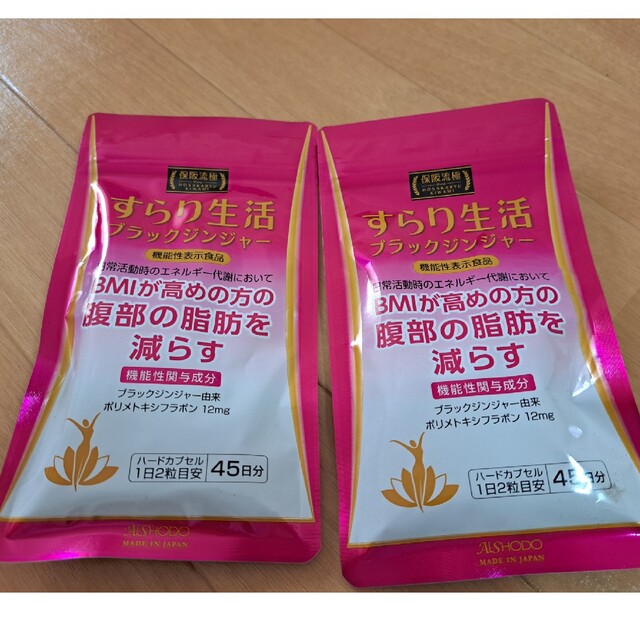 保阪流極
HOSAKARYU
KIWAMI
すらり生活
ブラックジンジャー
機能性表示食品
日常活動時のエネルギー代謝において
BMIが高めの方の
腹部の脂肪を
減らす
機能性関与成分
ブラックジンジャー由来
ポリメトキシフラボン 12mg
ハードカプセル
1日2粒目安
45日分
AISHODO
MADE IN JAPAN
保阪流極
HOSAKARYU
KIWAMI
すらり生活
ブラックジンジャー
機能性表示食品
日常活動時のエネルギー代謝において
BMIが高めの方の
腹部の脂肪を
減らす
機能性関与成分
ブラックジンジャー由来
ポリメトキシフラボン 12mg
ハードカプセル
1日2粒目安
45日分
AISHODO
MADE IN JAPAN